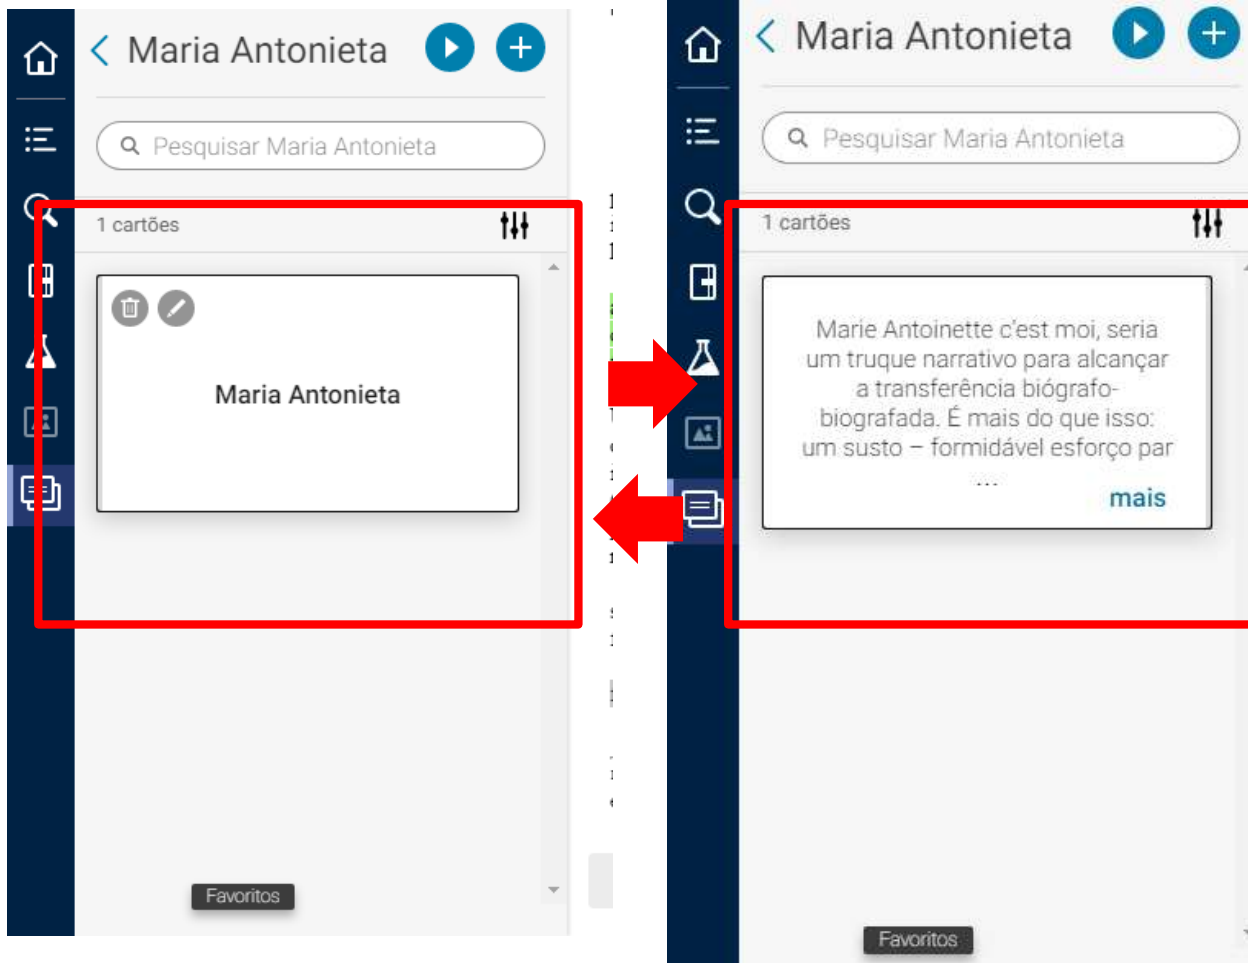 Maria Antonieta
Pesquisar Maria Antonieta
1 cartões
Maria Antonieta
Favoritos
Maria Antonieta
Pesquisar Maria Antonieta
1 cartões
Marie Antoinette c'est moi, seria
um truque narrativo para alcançar
a transferência biógrafo-
biografada. É mais do que isso:
um susto – formidável esforço par
...
mais
Favoritos